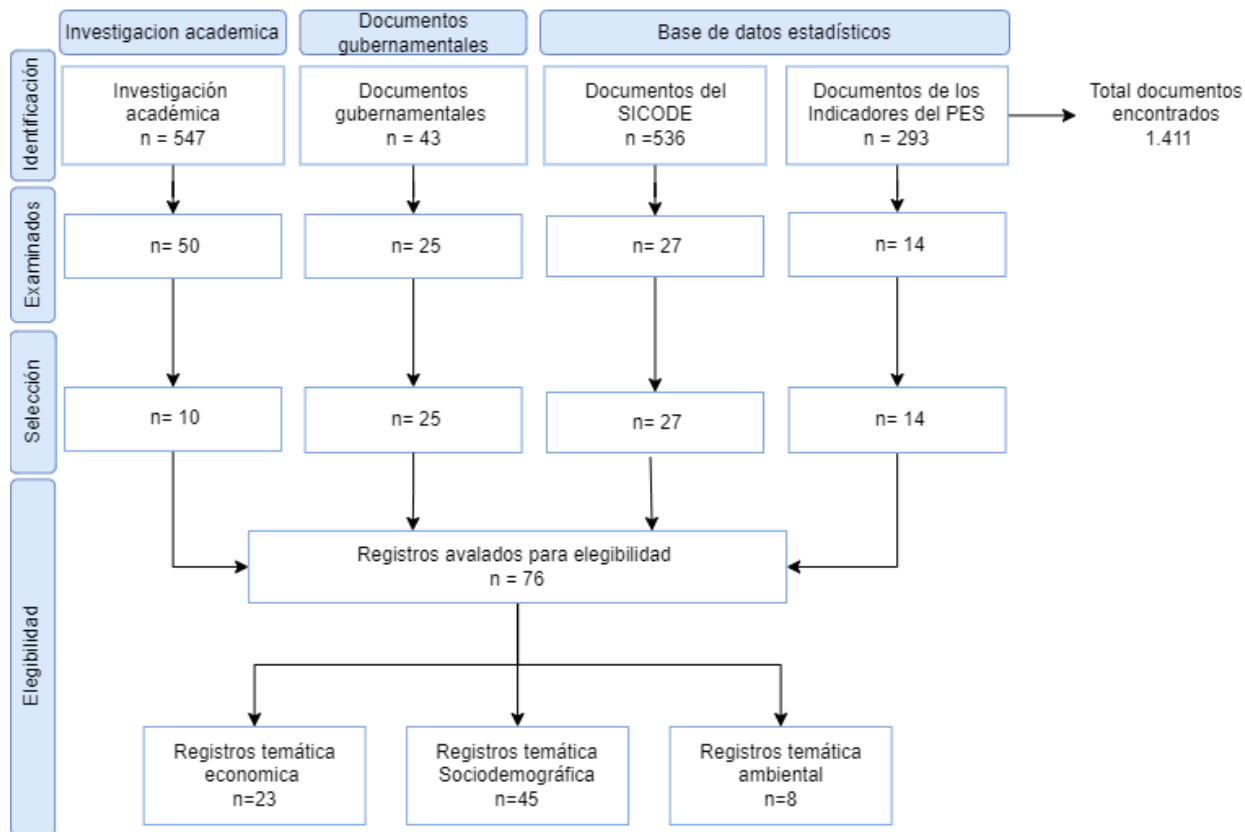 Investigacion academica
Documentos
gubernamentales
Base de datos estadísticos
Identificación
Investigación
académica
n = 547
Documentos
gubernamentales
n = 43
Documentos del
SICODE
n =536
Documentos de los
Indicadores del PES
n = 293
Total documentos
encontrados
1.411
Examinados
n= 50
n= 25
n= 27
n= 14
Selección
n= 10
n= 25
n= 27
n= 14
Elegibilidad
Registros avalados para elegibilidad
n = 76
Registros temática
economica
n=23
Registros temática
Sociodemográfica
n=45
Registros temática
ambiental
n=8